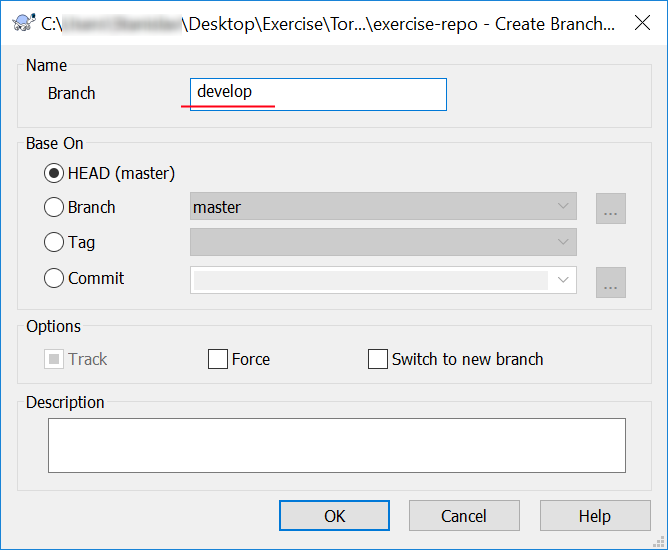 C:\ \Desktop\Exercise\Tor...\exercise-repo - Create Branch...
Name
Branch develop
Base On
HEAD (master)
Branch master ...
Tag
Commit ...
Options
Track Force Switch to new branch
Description
OK Cancel Help